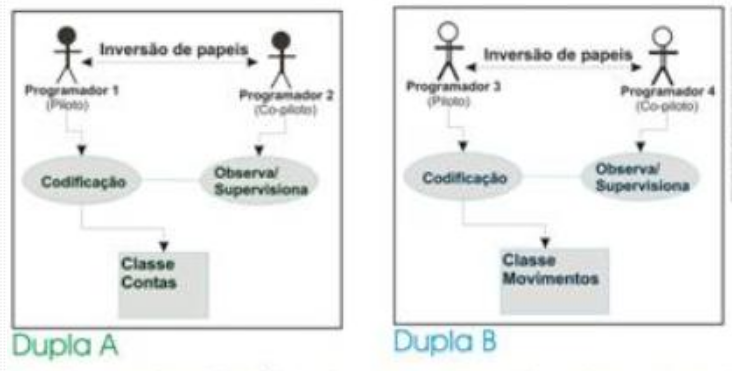 Inversão de papeis
Programador 1
(Piloto)
Programador 2
(Co-piloto)
Codificação
Observa/
Supervisiona
Classe
Contas
Dupla A
Inversão de papeis
Programador 3
(Piloto)
Programador 4
(Co-piloto)
Codificação
Observa/
Supervisiona
Classe
Movimentos
Dupla B